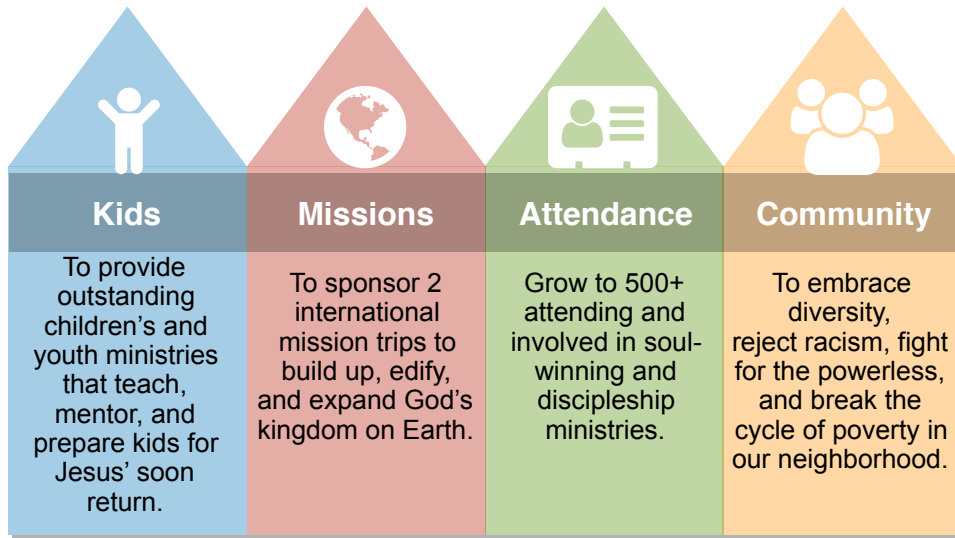 Kids
To provide
outstanding
children’s and
youth ministries
that teach,
mentor, and
prepare kids for
Jesus’ soon
return.
Missions
To sponsor 2
international
mission trips to
build up, edify,
and expand God’s
kingdom on Earth.
Attendance
Grow to 500+
attending and
involved in soul-
winning and
discipleship
ministries.
Community
To embrace
diversity,
reject racism, fight
for the powerless,
and break the
cycle of poverty in
our neighborhood.